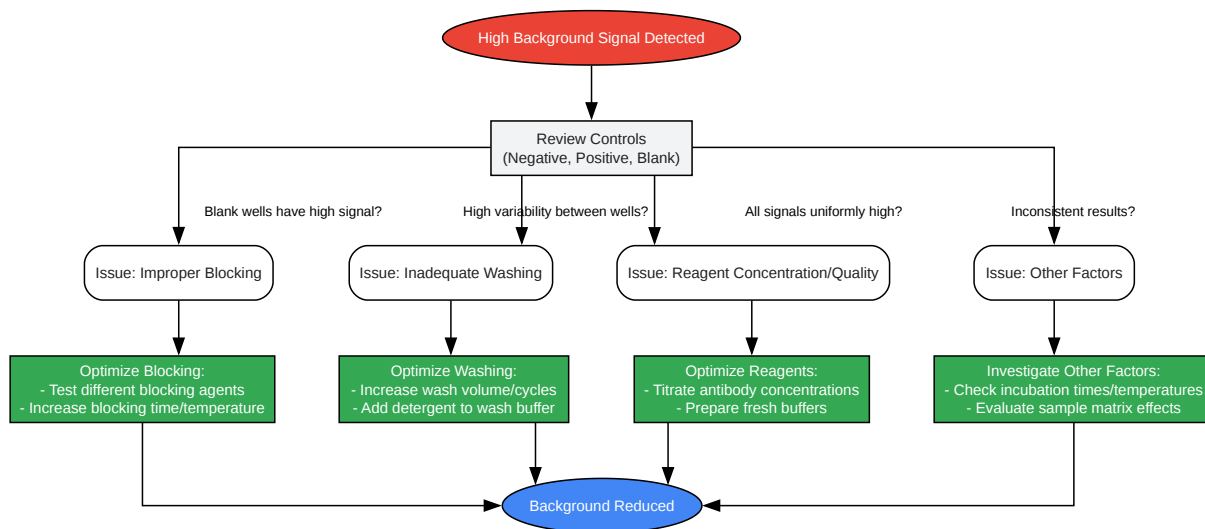 High Background Signal Detected
Review Controls
(Negative, Positive, Blank)
Blank wells have high signal?
High variability between wells?
All signals uniformly high?
Inconsistent results?
Issue: Improper Blocking
Issue: Inadequate Washing
Issue: Reagent Concentration/Quality
Issue: Other Factors
Optimize Blocking:
- Test different blocking agents
- Increase blocking time/temperature
Optimize Washing:
- Increase wash volume/cycles
- Add detergent to wash buffer
Optimize Reagents:
- Titrate antibody concentrations
- Prepare fresh buffers
Investigate Other Factors:
- Check incubation times/temperatures
- Evaluate sample matrix effects
Background Reduced